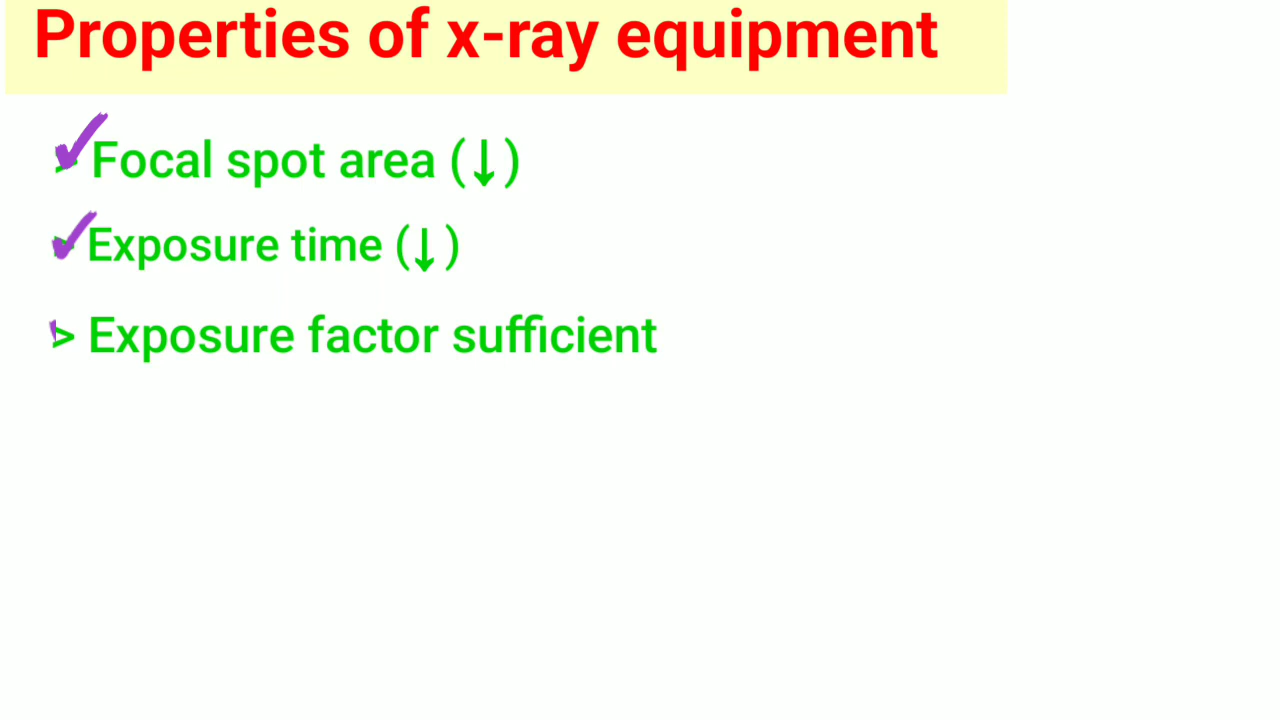 Properties of x-ray equipment
> Focal spot area (↓)
> Exposure time (↓)
> Exposure factor sufficient